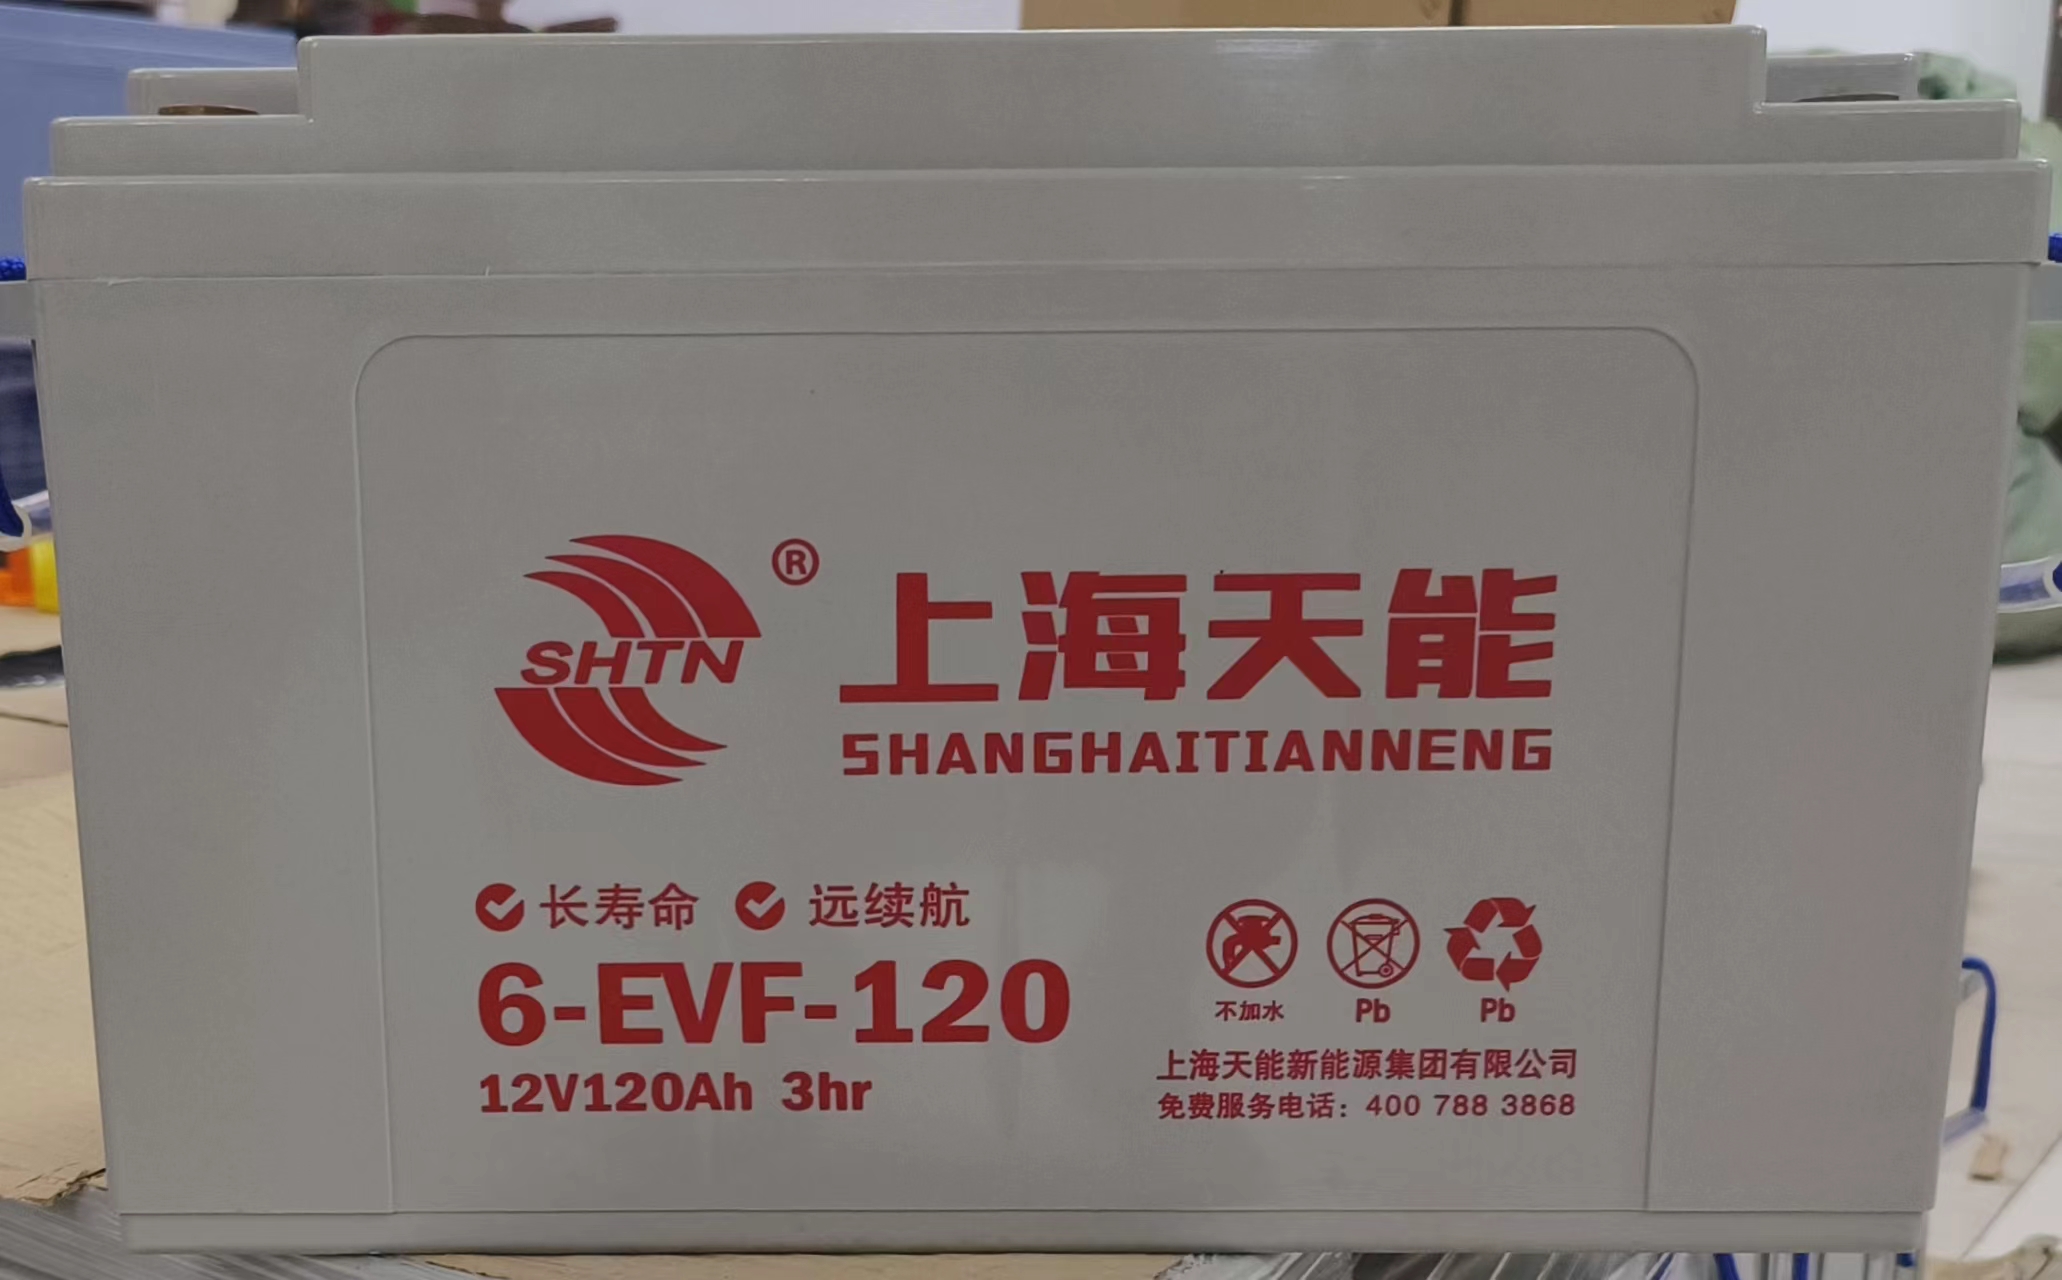 SHTN®
上海天能
SHANGHAITIANNENG
长寿命 远续航
6-EVF-120
12V120Ah 3hr
不加水 Pb Pb
上海天能新能源集团有限公司
免费服务电话：400 788 3868